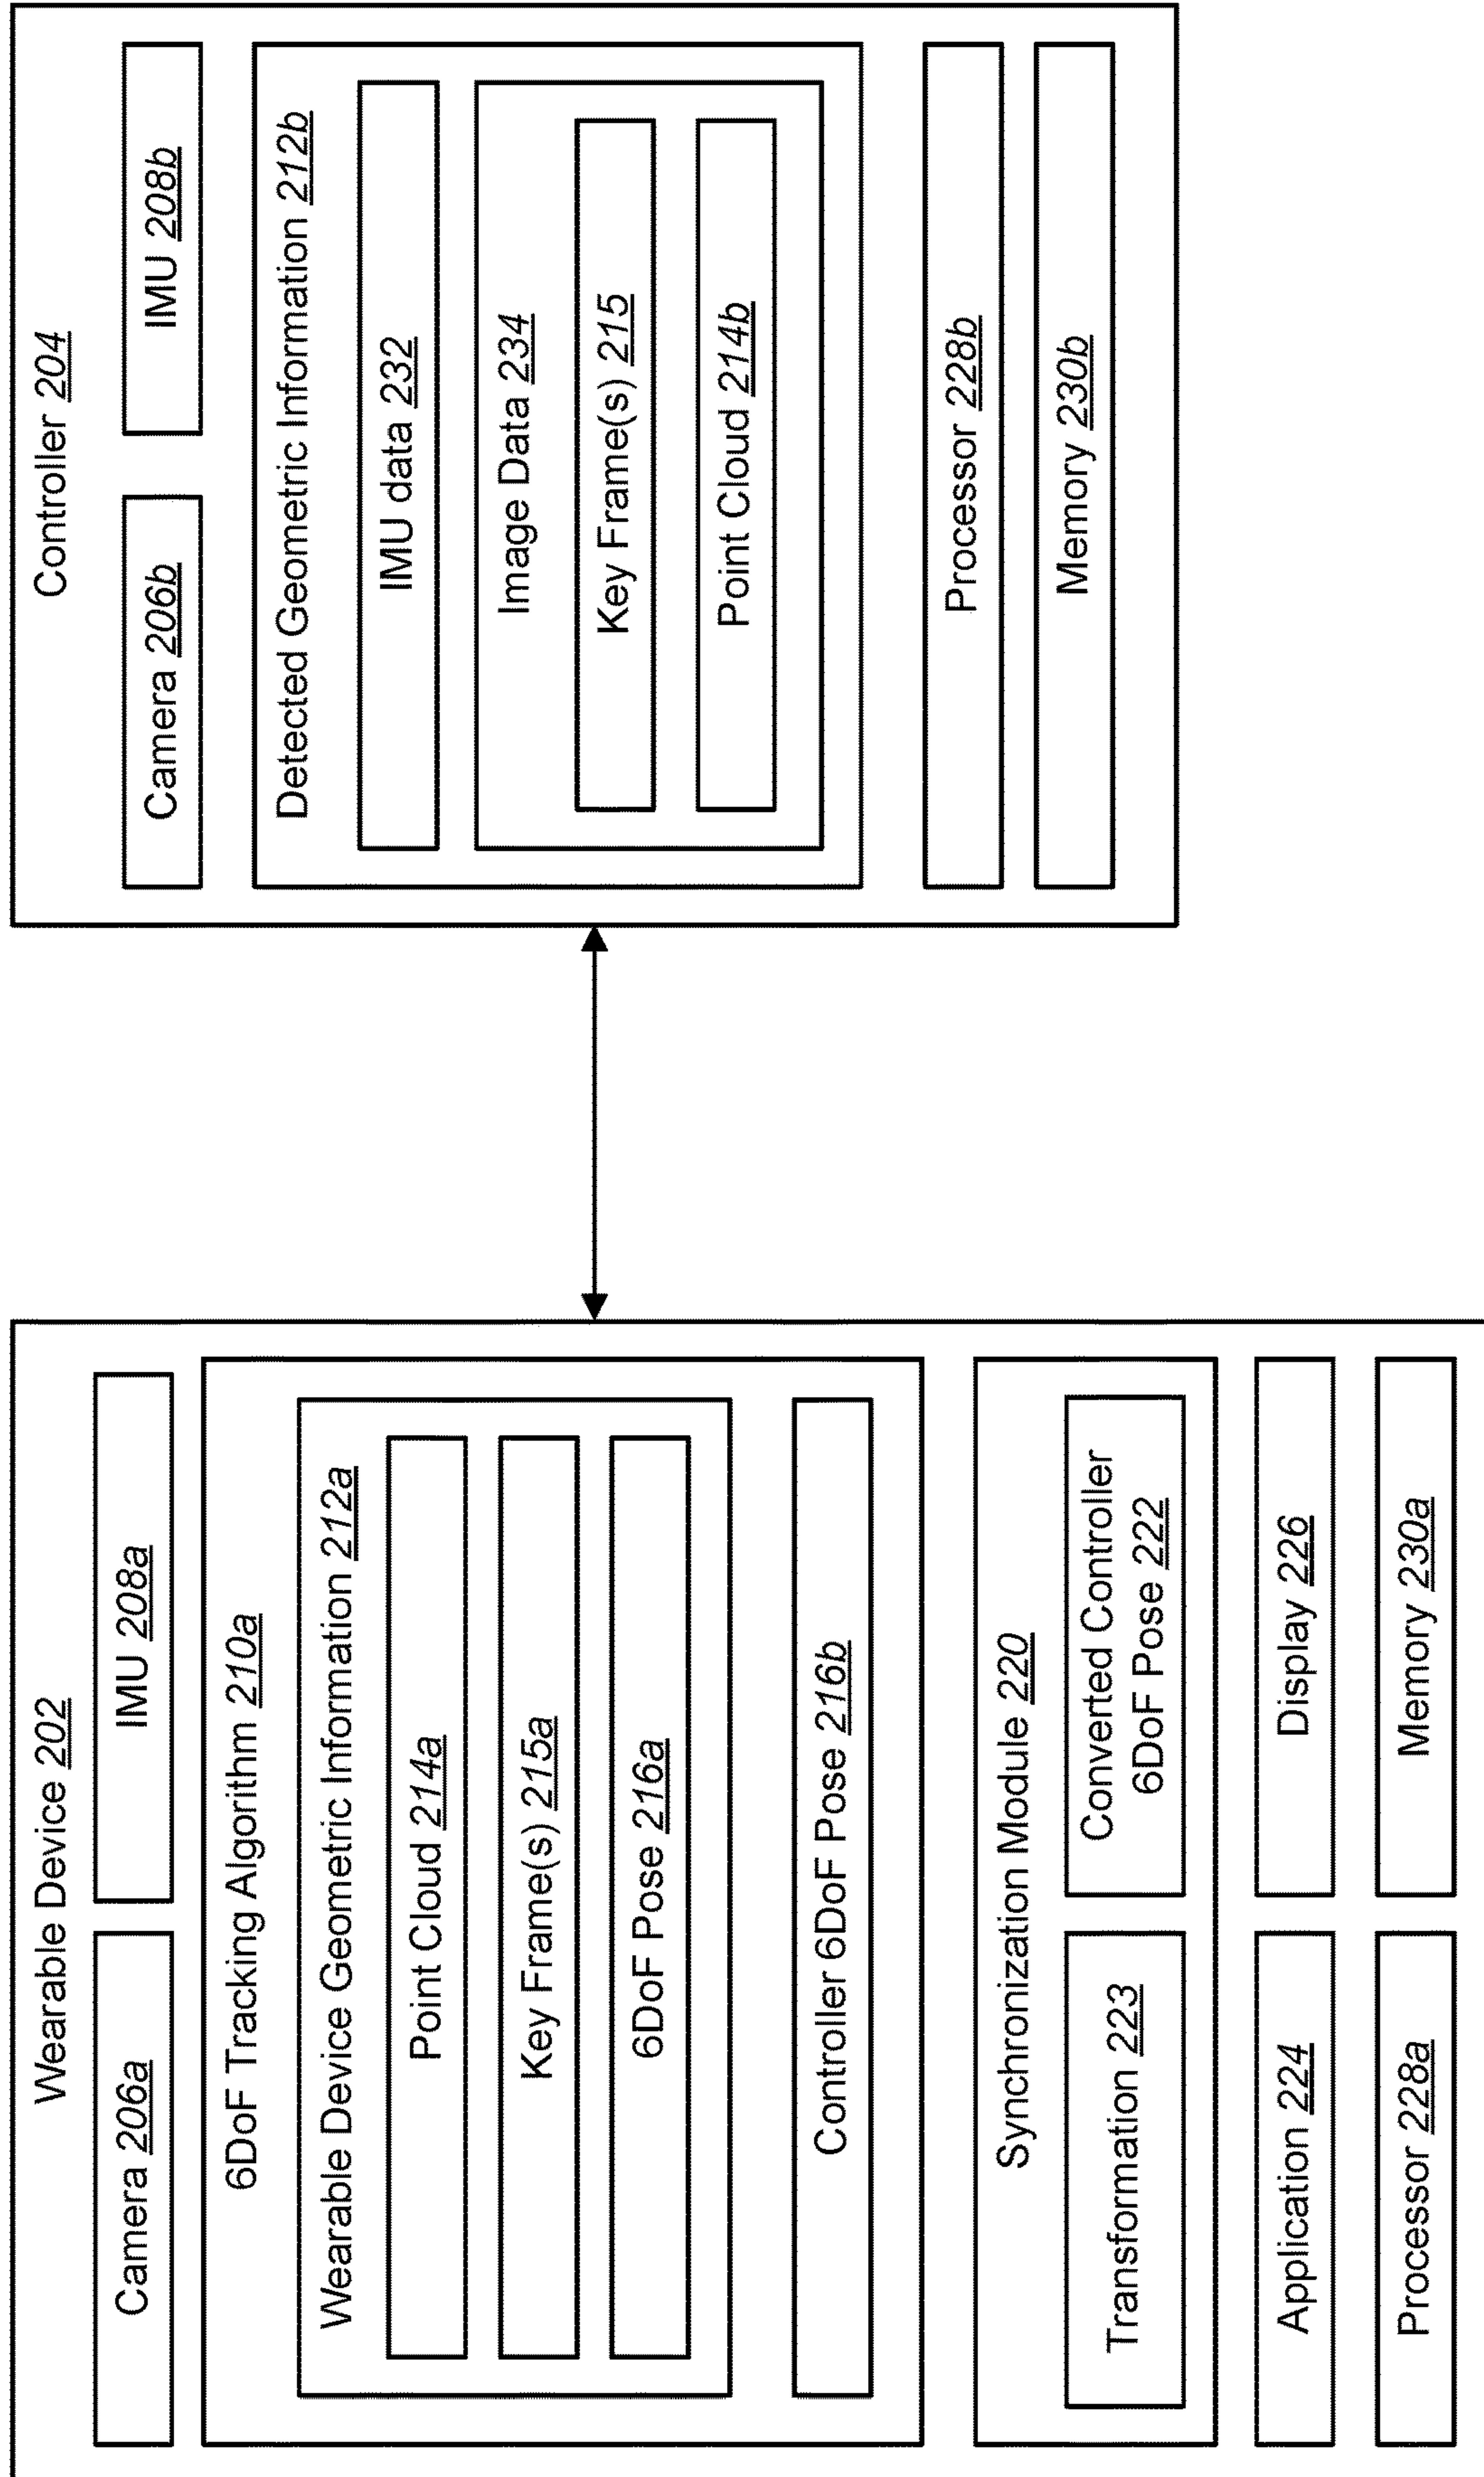 Wearable Device 202
Camera 206a
IMU 208a
6DoF Tracking Algorithm 210a
Wearable Device Geometric Information 212a
Point Cloud 214a
Key Frame(s) 215a
6DoF Pose 216a
Controller 6DoF Pose 216b
Synchronization Module 220
Transformation 223
Converted Controller
6DoF Pose 222
Application 224
Display 226
Processor 228a
Memory 230a
Controller 204
Camera 206b
IMU 208b
Detected Geometric Information 212b
IMU data 232
Image Data 234
Key Frame(s) 215
Point Cloud 214b
Processor 228b
Memory 230b